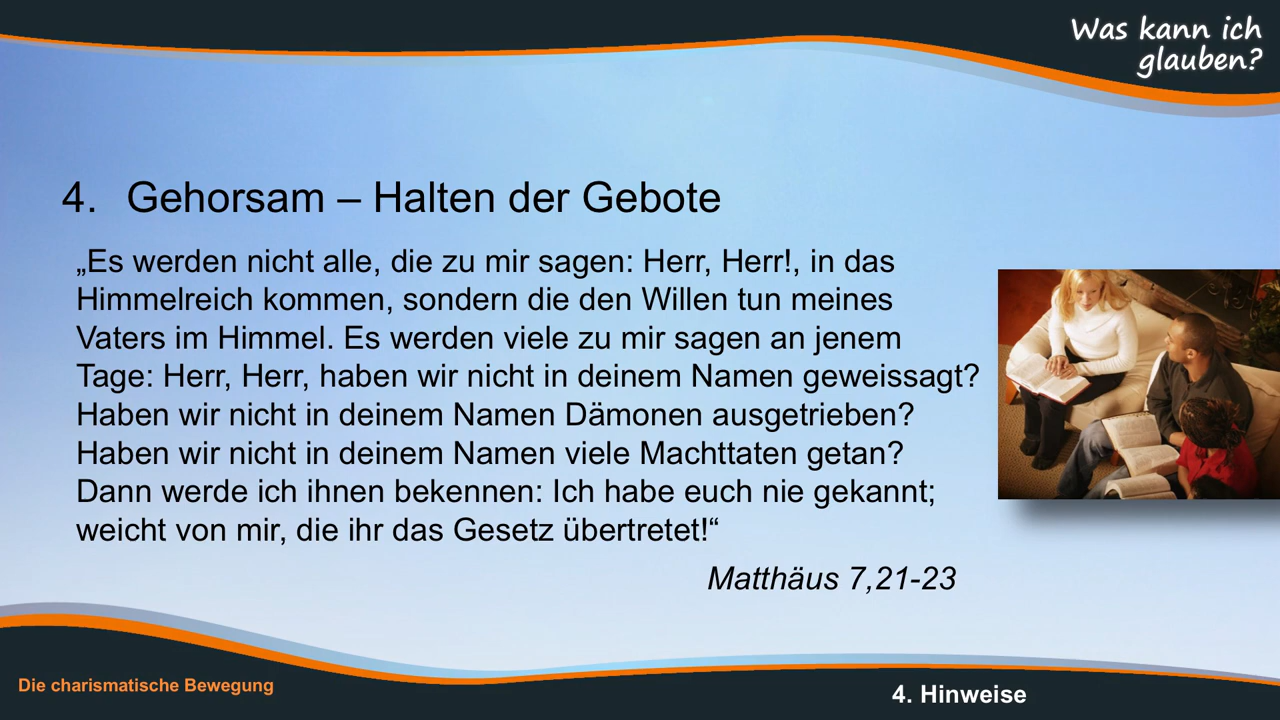 Was kann ich
glauben?
4. Gehorsam – Halten der Gebote
„Es werden nicht alle, die zu mir sagen: Herr, Herr!, in das
Himmelreich kommen, sondern die den Willen tun meines
Vaters im Himmel. Es werden viele zu mir sagen an jenem
Tage: Herr, Herr, haben wir nicht in deinem Namen geweissagt?
Haben wir nicht in deinem Namen Dämonen ausgetrieben?
Haben wir nicht in deinem Namen viele Machttaten getan?
Dann werde ich ihnen bekennen: Ich habe euch nie gekannt;
weicht von mir, die ihr das Gesetz übertretet!“
Matthäus 7,21-23
Die charismatische Bewegung
4. Hinweise